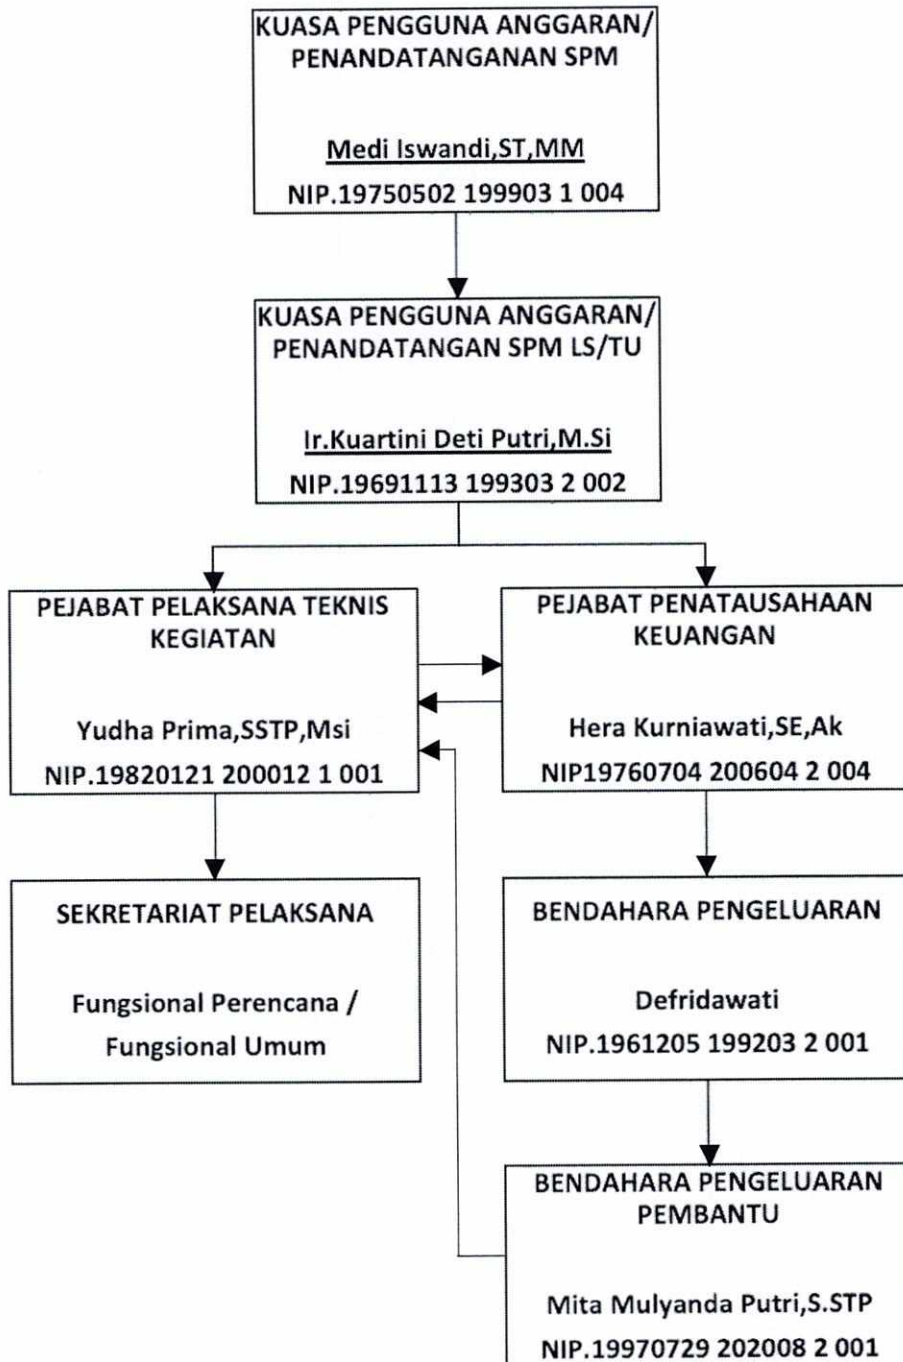 KUASA PENGGUNA ANGGARAN/
PENANDATANGANAN SPM
Medi Iswandi,ST,MM
NIP.19750502 199903 1 004
KUASA PENGGUNA ANGGARAN/
PENANDATANGAN SPM LS/TU
Ir.Kuartini Deti Putri,M.Si
NIP.19691113 199303 2 002
PEJABAT PELAKSANA TEKNIS
KEGIATAN
Yudha Prima,SSTP,Msi
NIP.19820121 200012 1 001
PEJABAT PENATAUSAHAAN
KEUANGAN
Hera Kurniawati,SE,Ak
NIP19760704 200604 2 004
SEKRETARIAT PELAKSANA
Fungsional Perencana /
Fungsional Umum
BENDAHARA PENGELUARAN
Defridawati
NIP.1961205 199203 2 001
BENDAHARA PENGELUARAN
PEMBANTU
Mita Mulyanda Putri,S.STP
NIP.19970729 202008 2 001